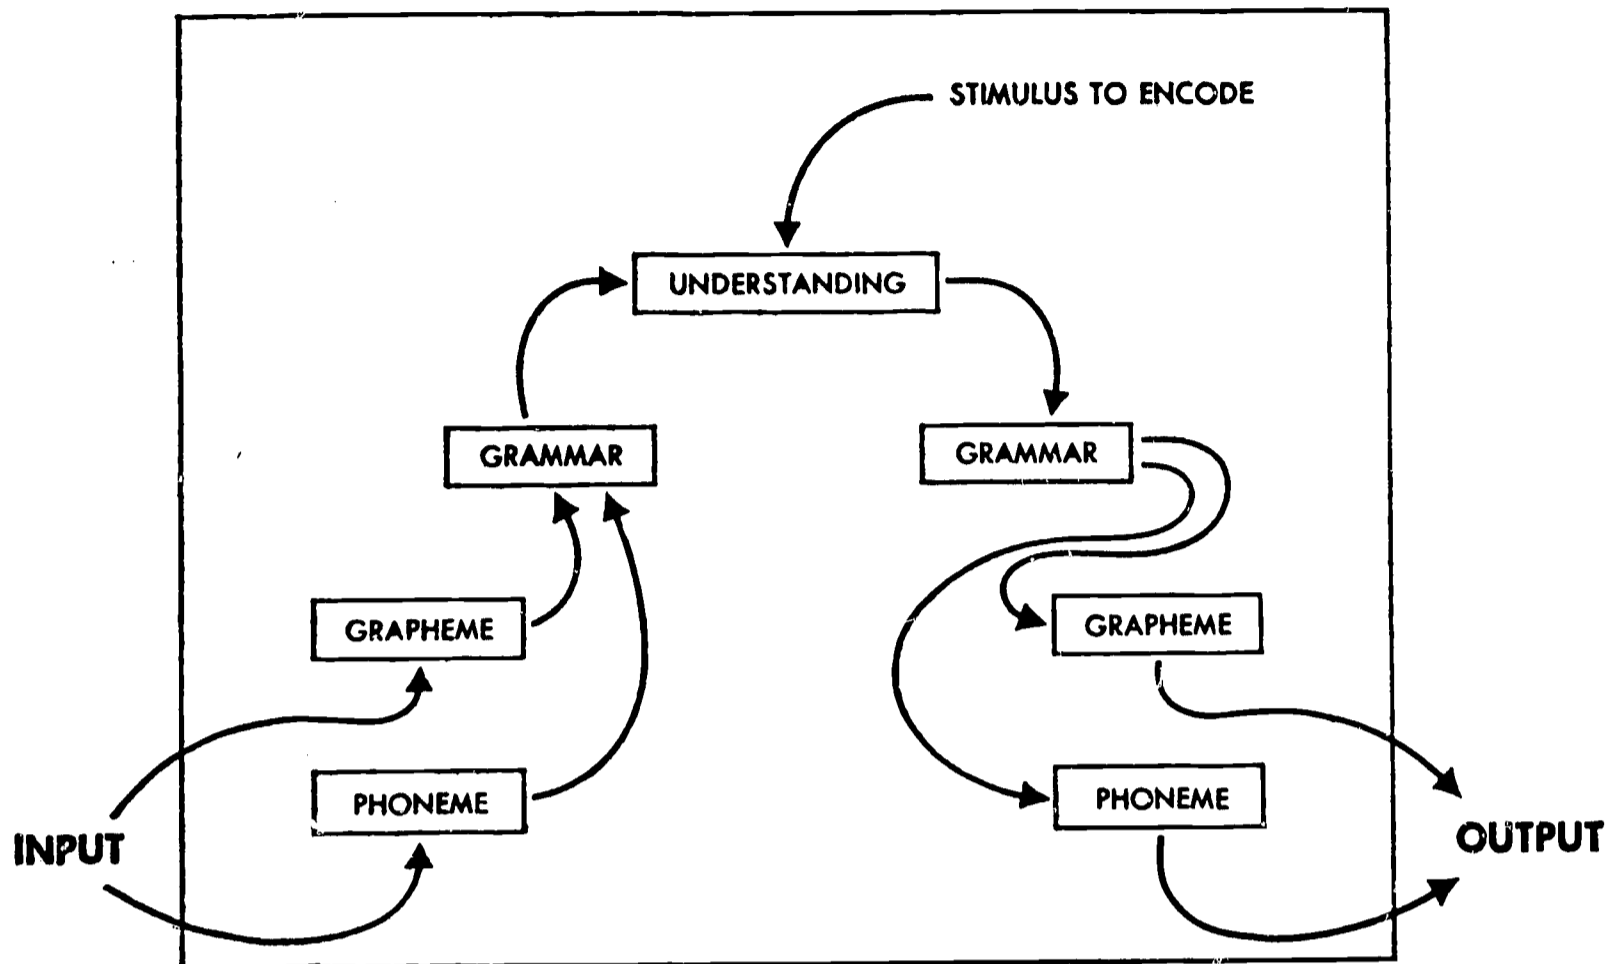 STIMULUS TO ENCODE
UNDERSTANDING
GRAMMAR
GRAMMAR
GRAPHEME
GRAPHEME
PHONEME
PHONEME
INPUT
OUTPUT